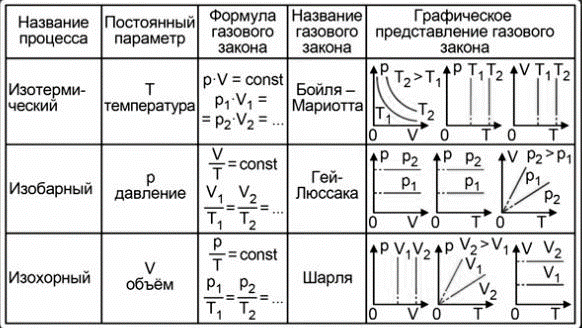 Название процесса
Постоянный параметр
Формула газового закона
Название газового закона
Графическое представление газового закона
Изотерми-
ческий
T
температура
p·V = const
p₁·V₁ =
= p₂·V₂ = ...
Бойля –
Мариотта
p T₂>T₁
T₁ T₂
0 V
p T₁ T₂
0 T
V T₁ T₂
0 T
Изобарный
p
давление
V/T = const
V₁/T₁ = V₂/T₂ = ...
Гей-
Люссака
p p₂
p₁
0 V
p p₂
p₁
0 T
V p₂>p₁
p₁
p₂
0 T
Изохорный
V
объём
p/T = const
p₁/T₁ = p₂/T₂ = ...
Шарля
p V₁ V₂
0 V
p V₂>V₁
V₁
V₂
0 T
V V₂
V₁
0 T